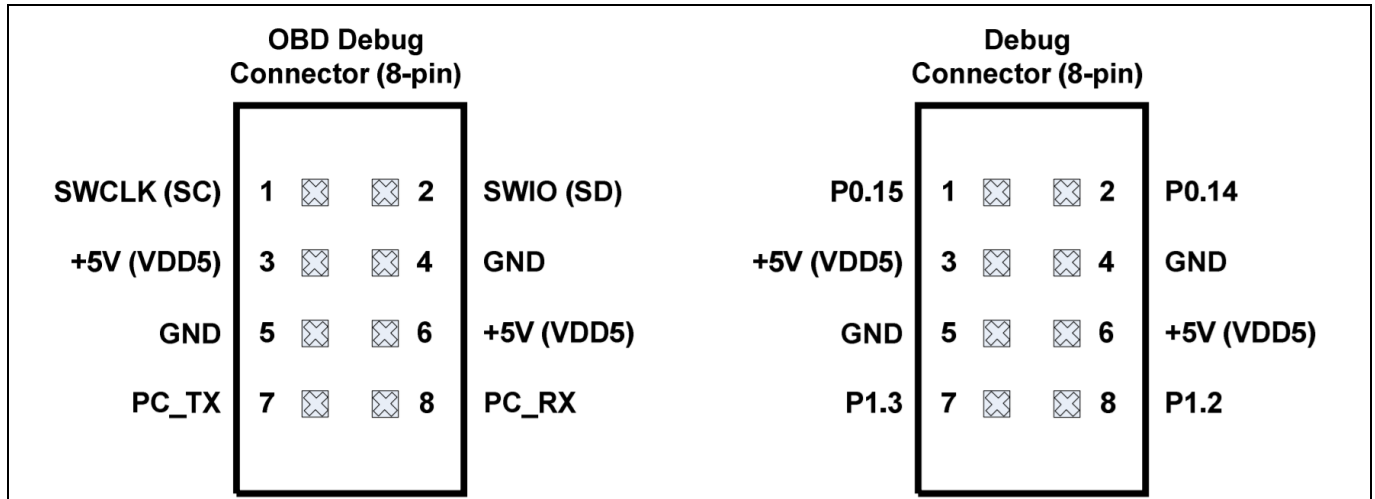 OBD Debug
Connector (8-pin)
SWCLK (SC) 1 2 SWIO (SD)
+5V (VDD5) 3 4 GND
GND 5 6 +5V (VDD5)
PC_TX 7 8 PC_RX
Debug
Connector (8-pin)
P0.15 1 2 P0.14
+5V (VDD5) 3 4 GND
GND 5 6 +5V (VDD5)
P1.3 7 8 P1.2